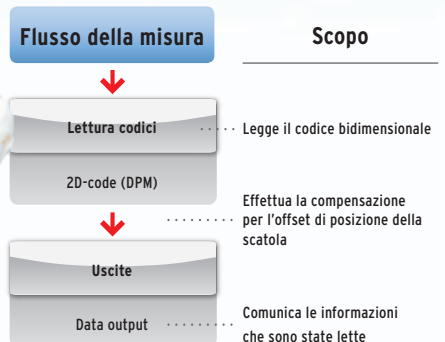 Flusso della misura
Scopo
Lettura codici
Legge il codice bidimensionale
2D-code (DPM)
Effettua la compensazione
per l'offset di posizione della
scatola
Uscite
Data output
Comunica le informazioni
che sono state lette